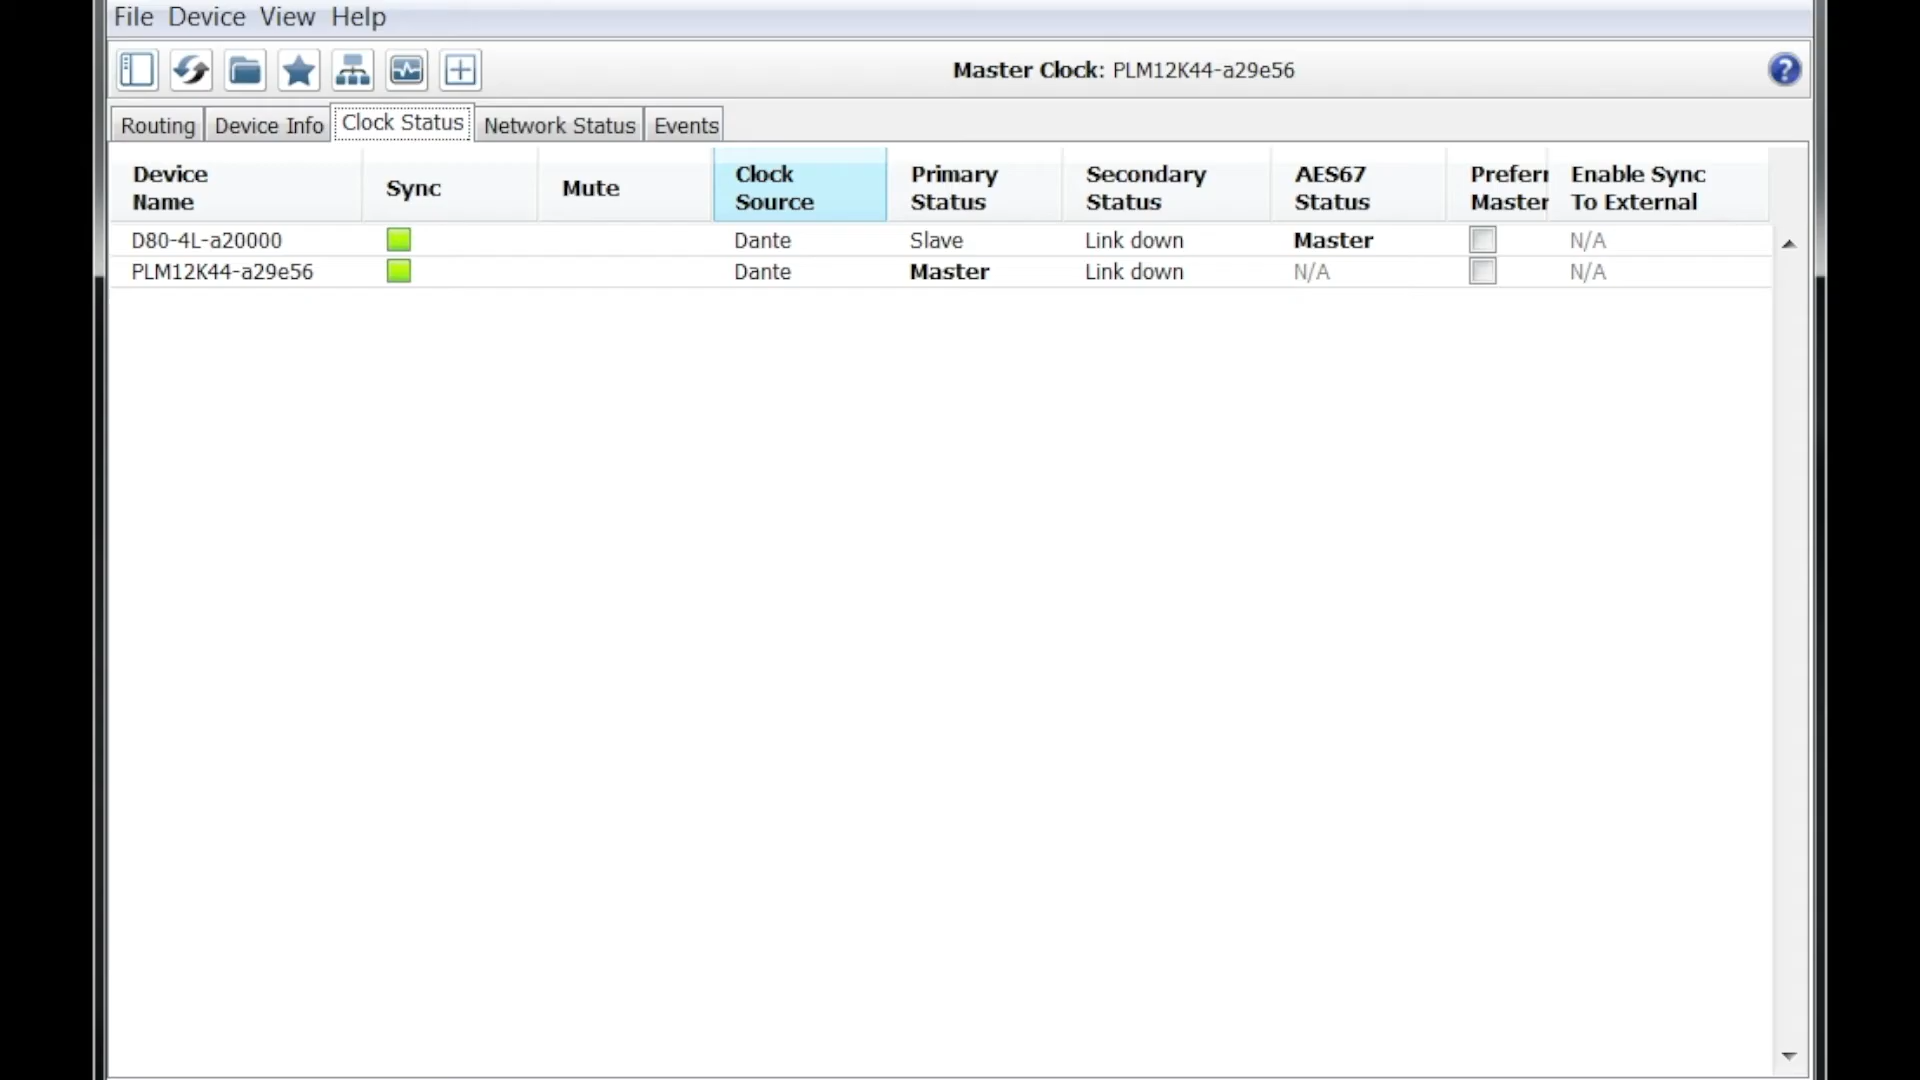 File Device View Help
Master Clock: PLM12K44-a29e56
Routing Device Info Clock Status Network Status Events
Device Name Sync Mute Clock Source Primary Status Secondary Status AES67 Status Preferr Master Enable Sync To External
D80-4L-a20000 Dante Slave Link down Master N/A
PLM12K44-a29e56 Dante Master Link down N/A N/A